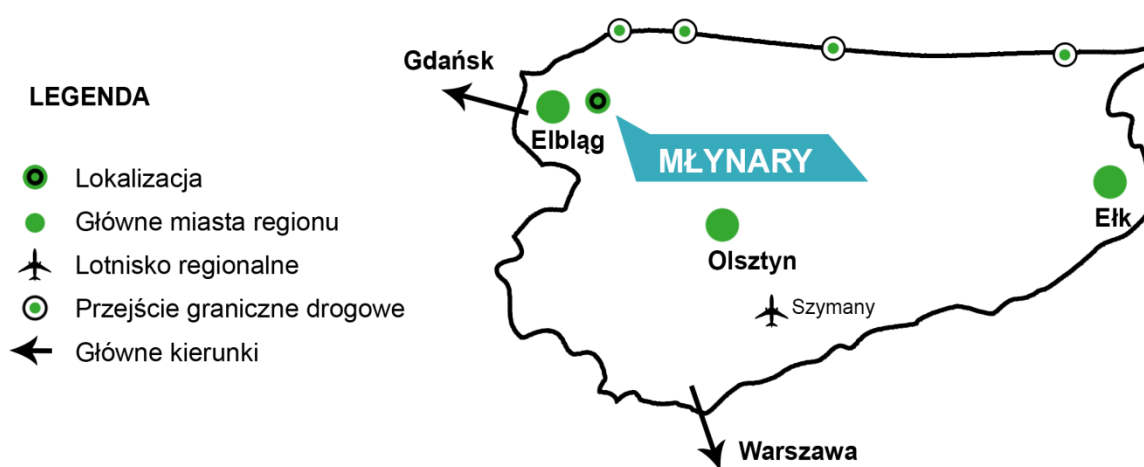 LEGENDA
Lokalizacja
Główne miasta regionu
Lotnisko regionalne
Przejście graniczne drogowe
Główne kierunki
Gdańsk
Elbląg
MŁYNARY
Ełk
Olsztyn
Szymany
Warszawa